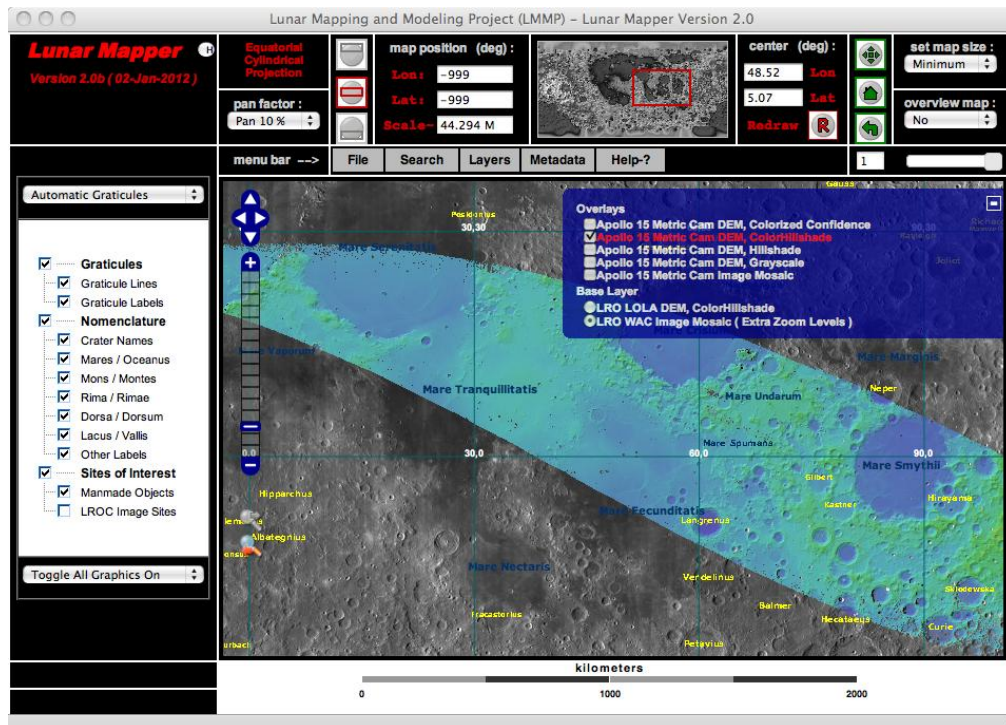 Lunar Mapping and Modeling Project (LMMP) – Lunar Mapper Version 2.0
Lunar Mapper
H
Version 2.0b ( 02-Jan-2012 )
Equatorial
Cylindrical
Projection
pan factor :
Pan 10 %
map position (deg) :
Lon: -999
Lat: -999
Scale~ 44.294 M
center (deg) :
48.52 Lon
5.07 Lat
Redraw R
set map size :
Minimum
overview map :
No
menu bar -->
File
Search
Layers
Metadata
Help-?
1
Automatic Graticules
Graticules
Graticule Lines
Graticule Labels
Nomenclature
Crater Names
Mares / Oceanus
Mons / Montes
Rima / Rimae
Dorsa / Dorsum
Lacus / Vallis
Other Labels
Sites of Interest
Manmade Objects
LROC Image Sites
Toggle All Graphics On
Gauss
Posidonius
30,30
Mare Serenitatis
Overlays
Apollo 15 Metric Cam DEM, Colorized Confidence
Apollo 15 Metric Cam DEM, ColorHillshade
Apollo 15 Metric Cam DEM, Hillshade
Apollo 15 Metric Cam DEM, Grayscale
Apollo 15 Metric Cam Image Mosaic
Base Layer
LRO LOLA DEM, ColorHillshade
LRO WAC Image Mosaic ( Extra Zoom Levels )
90,30
Joliot
Mare Vaporum
Mare Marginis
Mare Tranquillitatis
Neper
Mare Undarum
Mare Spumans
0,0
30,0
60,0
90,0
Mare Smythii
Gilbert
Hipparchus
Kastner
Hirayama
Mare Fecunditatis
Langrenus
Albategnius
Mare Nectaris
Vendelinus
Sklodowska
Balmer
Fracastorius
Hecataeus
Curie
Petavius
kilometers
0
1000
2000